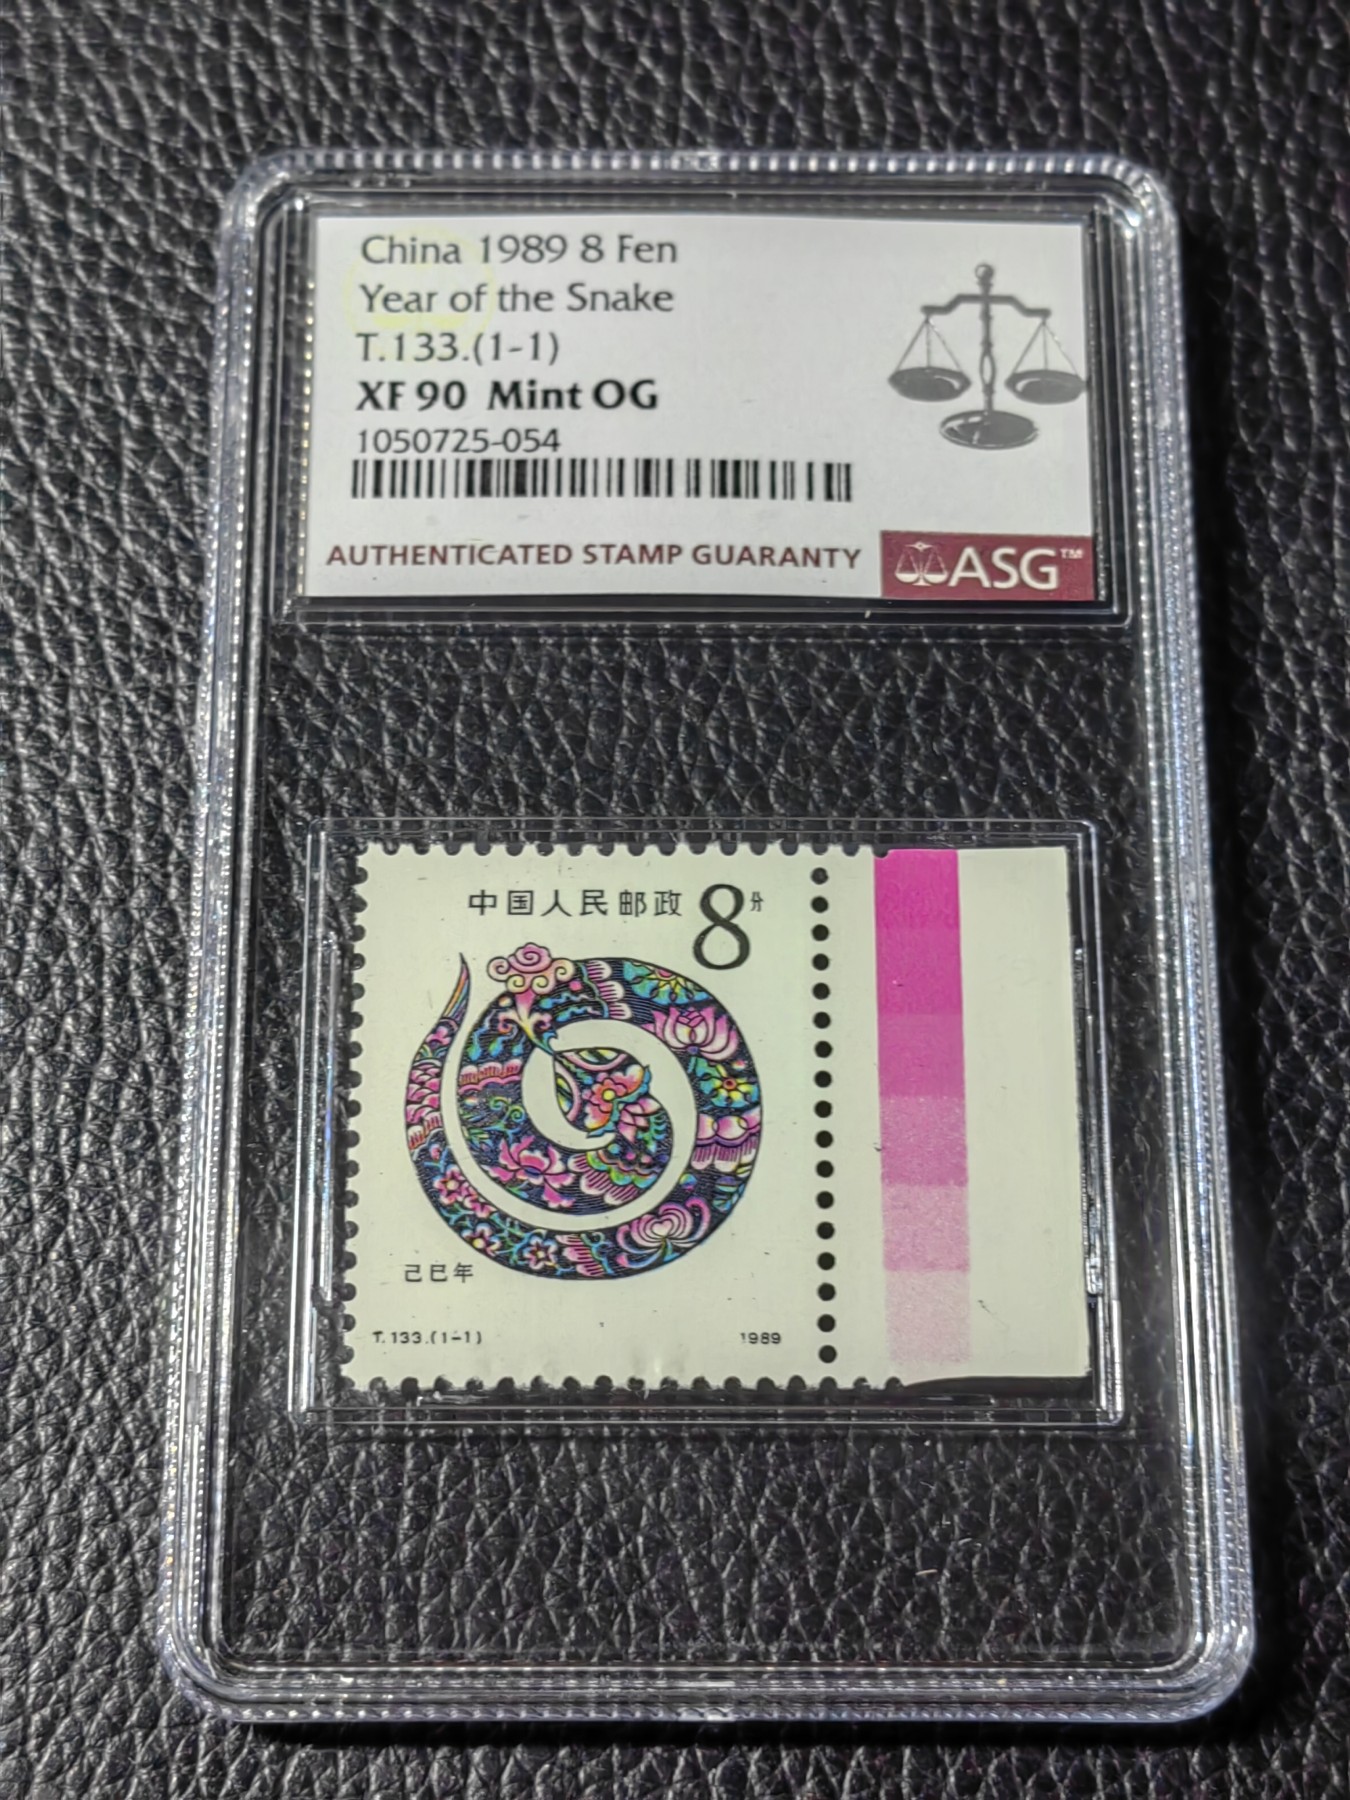 China 1989 8 Fen
Year of the Snake
T.133.(1-1)
XF 90 Mint OG
1050725-054
AUTHENTICATED STAMP GUARANTY
ASG™
中国人民邮政 8分
己巳年
T.133.(1-1) 1989